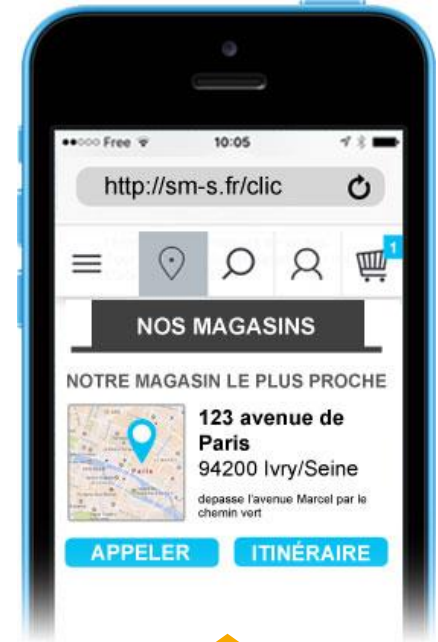 Free 10:05
http://sm-s.fr/clic
1
NOS MAGASINS
NOTRE MAGASIN LE PLUS PROCHE
123 avenue de
Paris
94200 Ivry/Seine
depasse l'avenue Marcel par le
chemin vert
Paris
APPELER ITINÉRAIRE